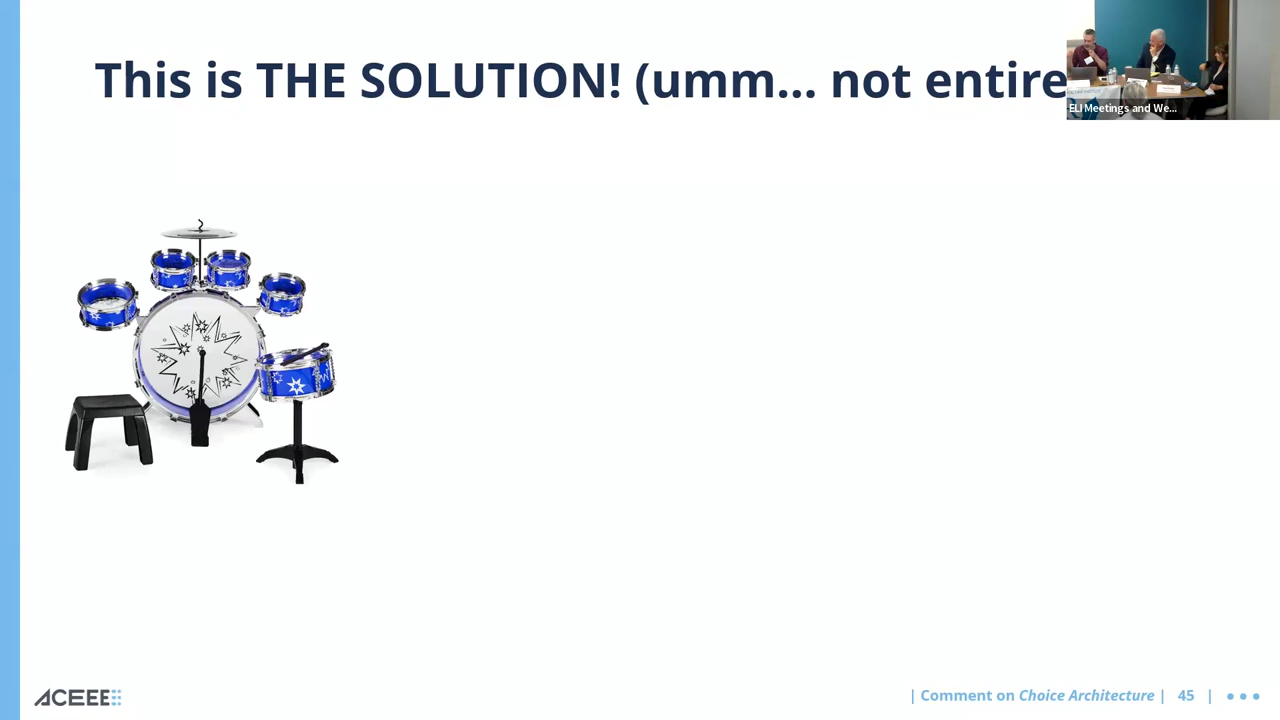 This is THE SOLUTION! (umm... not entire
ELI Meetings and We...
ACEEE
| Comment on Choice Architecture | 45 |